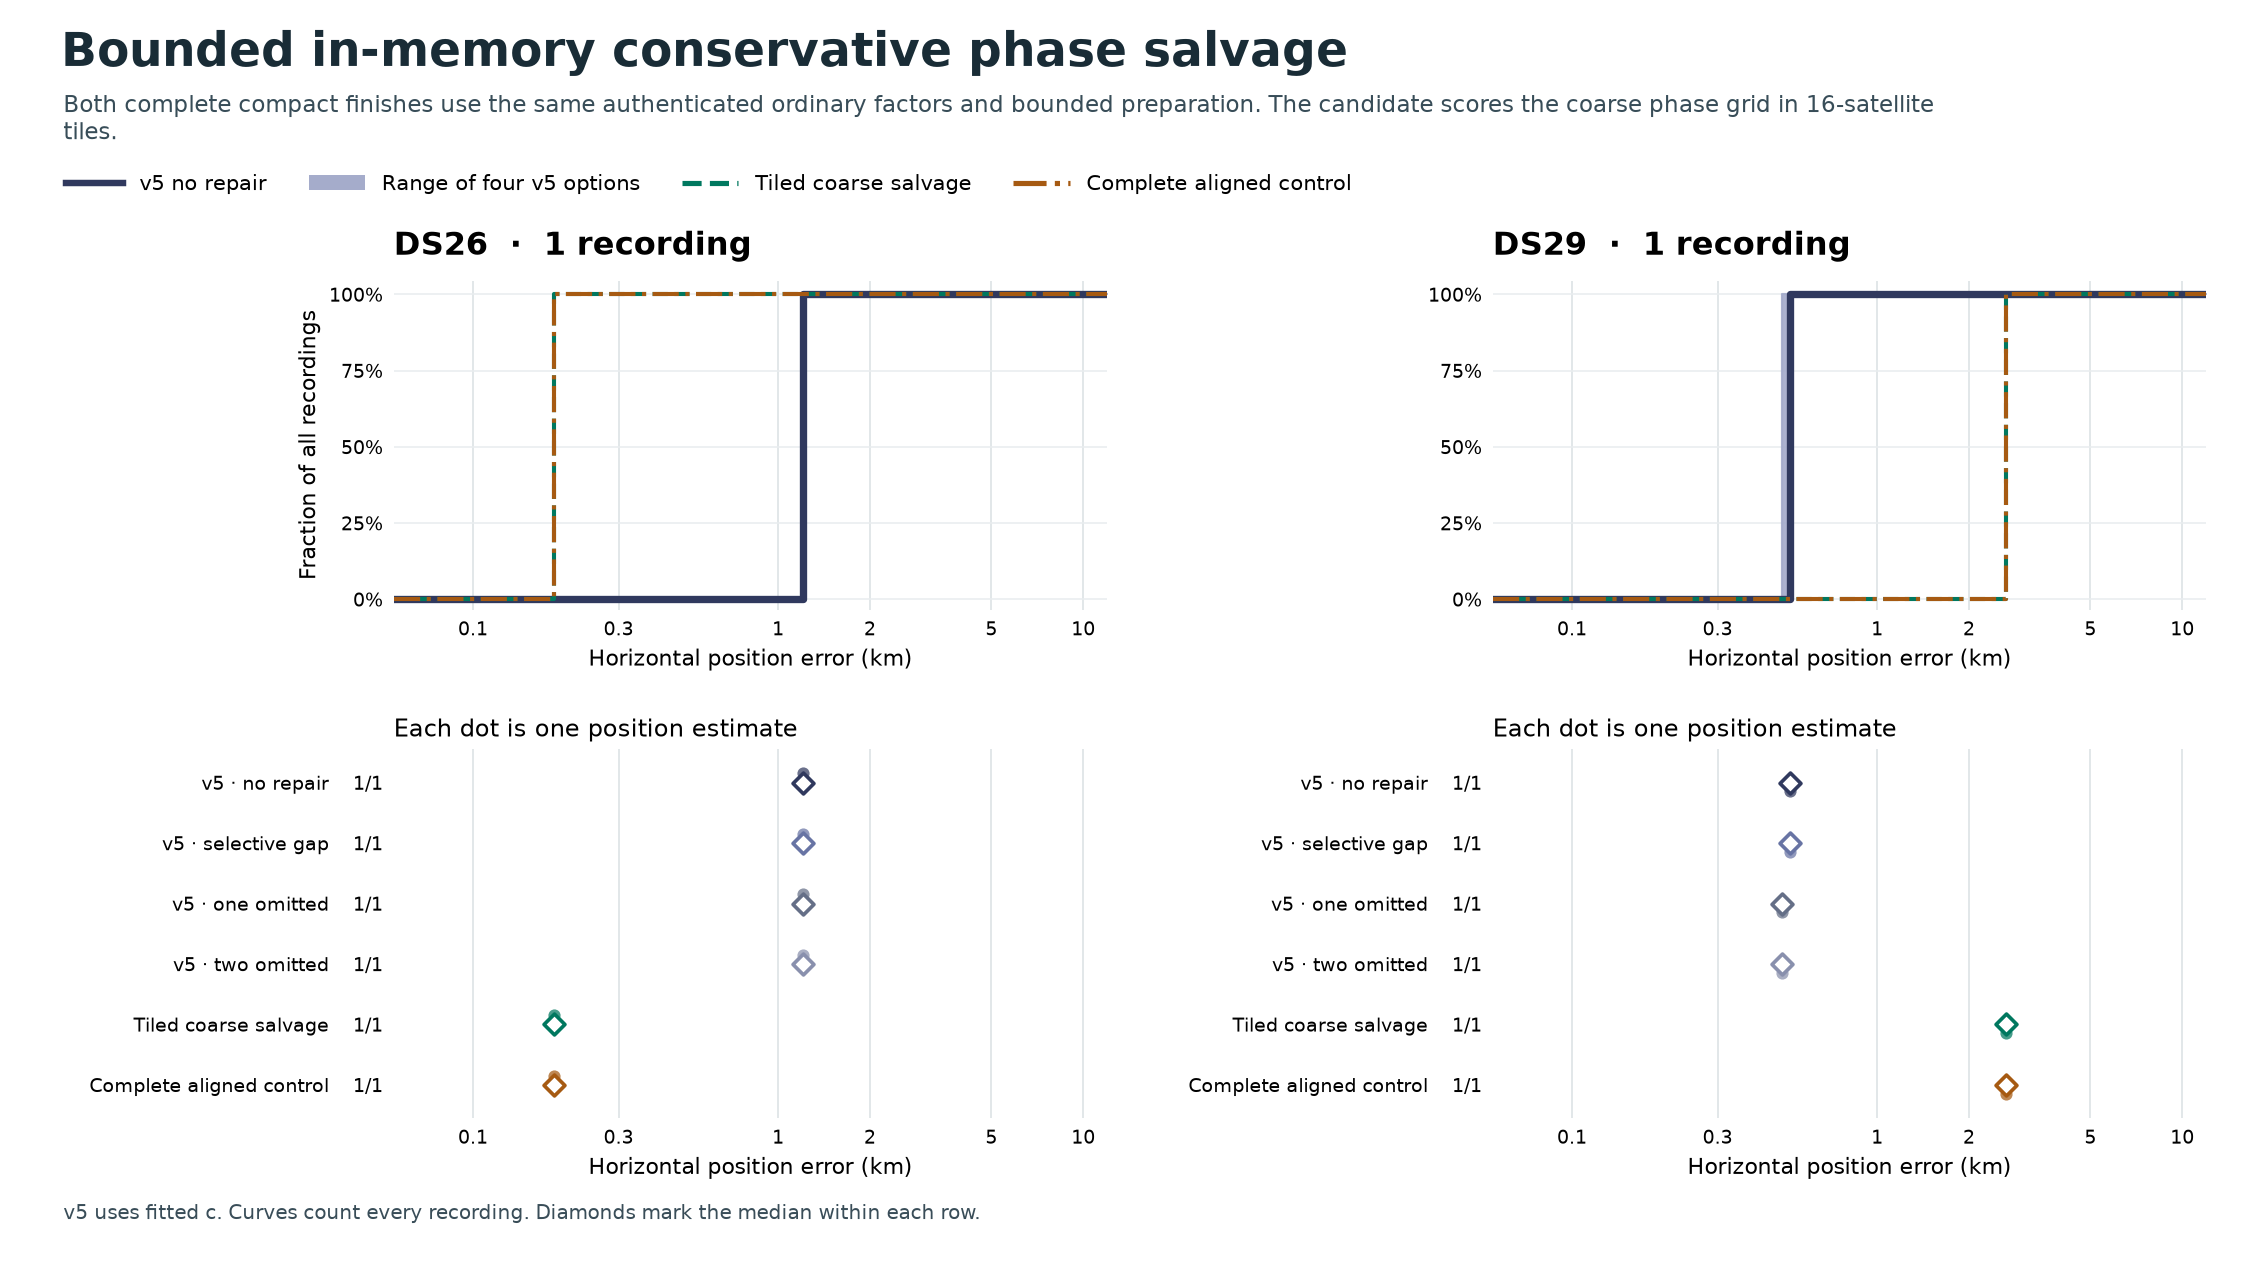 Bounded in-memory conservative phase salvage
Both complete compact finishes use the same authenticated ordinary factors and bounded preparation. The candidate scores the coarse phase grid in 16-satellite
tiles.
v5 no repair
Range of four v5 options
Tiled coarse salvage
Complete aligned control
DS26 · 1 recording
Fraction of all recordings
100%
75%
50%
25%
0%
0.1 0.3 1 2 5 10
Horizontal position error (km)
DS29 · 1 recording
100%
75%
50%
25%
0%
0.1 0.3 1 2 5 10
Horizontal position error (km)
Each dot is one position estimate
v5 · no repair 1/1
v5 · selective gap 1/1
v5 · one omitted 1/1
v5 · two omitted 1/1
Tiled coarse salvage 1/1
Complete aligned control 1/1
0.1 0.3 1 2 5 10
Horizontal position error (km)
Each dot is one position estimate
v5 · no repair 1/1
v5 · selective gap 1/1
v5 · one omitted 1/1
v5 · two omitted 1/1
Tiled coarse salvage 1/1
Complete aligned control 1/1
0.1 0.3 1 2 5 10
Horizontal position error (km)
v5 uses fitted c. Curves count every recording. Diamonds mark the median within each row.